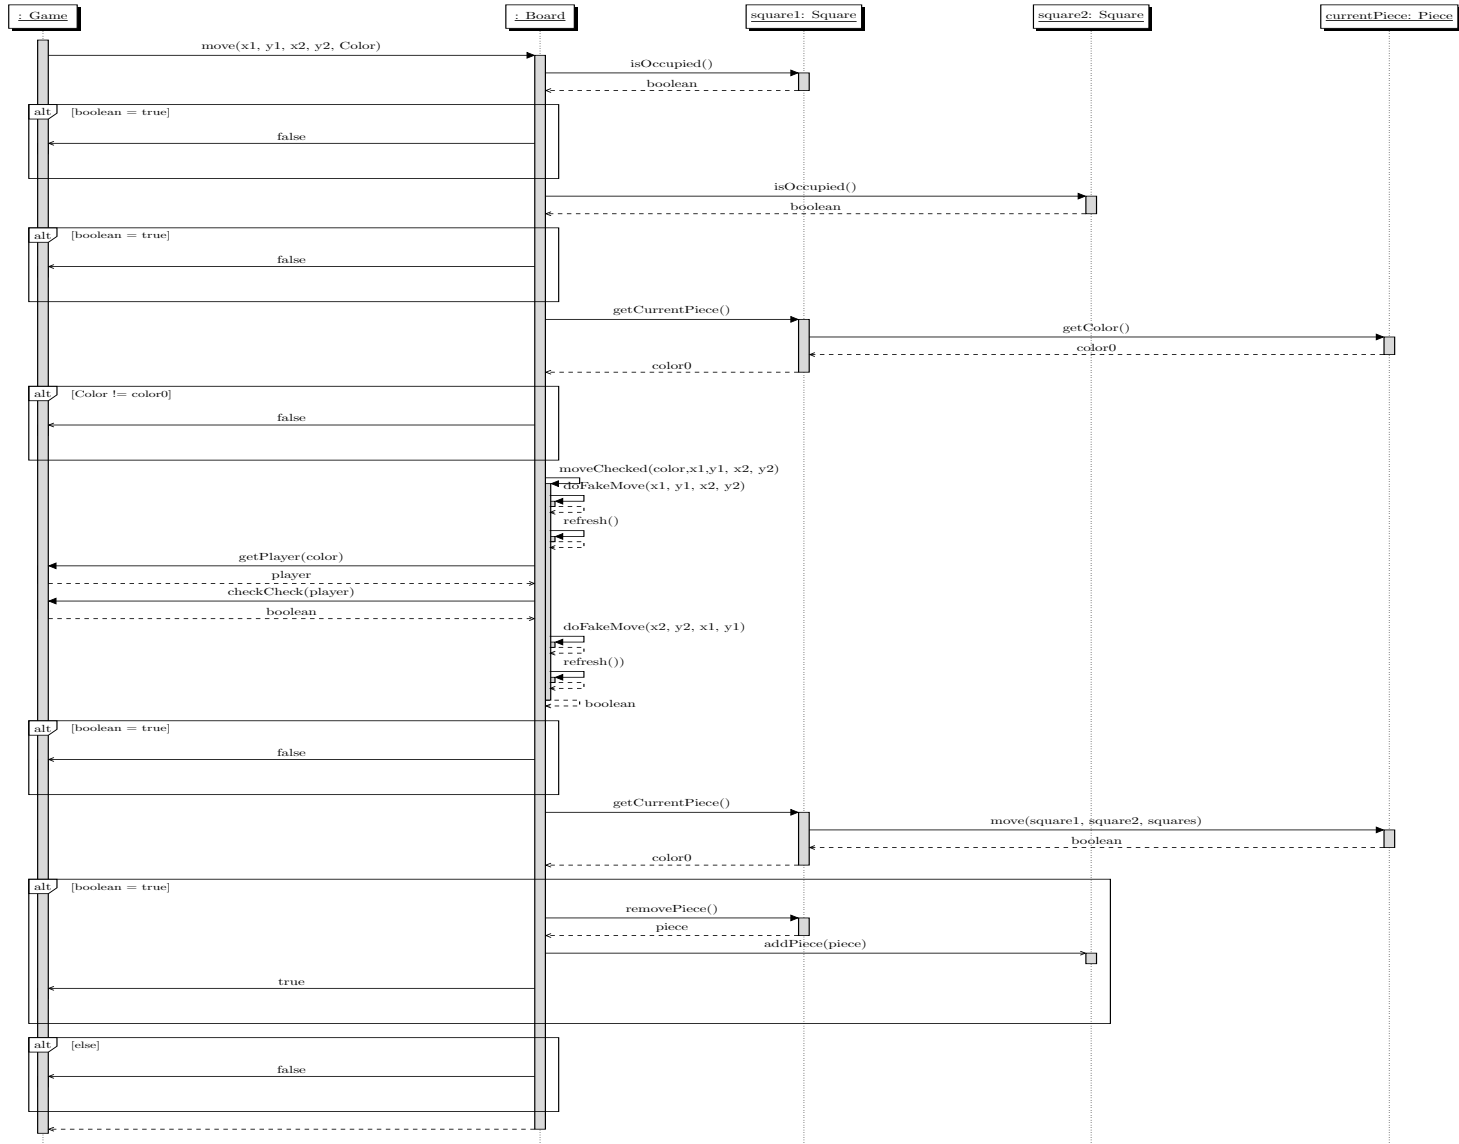 : Game
: Board
square1: Square
square2: Square
currentPiece: Piece
move(x1, y1, x2, y2, Color)
isOccupied()
boolean
alt [boolean = true]
false
isOccupied()
boolean
alt [boolean = true]
false
getCurrentPiece()
getColor()
color0
color0
alt [Color != color0]
false
moveChecked(color,x1,y1, x2, y2)
doFakeMove(x1, y1, x2, y2)
refresh()
getPlayer(color)
player
checkCheck(player)
boolean
doFakeMove(x2, y2, x1, y1)
refresh())
boolean
alt [boolean = true]
false
getCurrentPiece()
move(square1, square2, squares)
boolean
color0
alt [boolean = true]
removePiece()
piece
addPiece(piece)
true
alt [else]
false